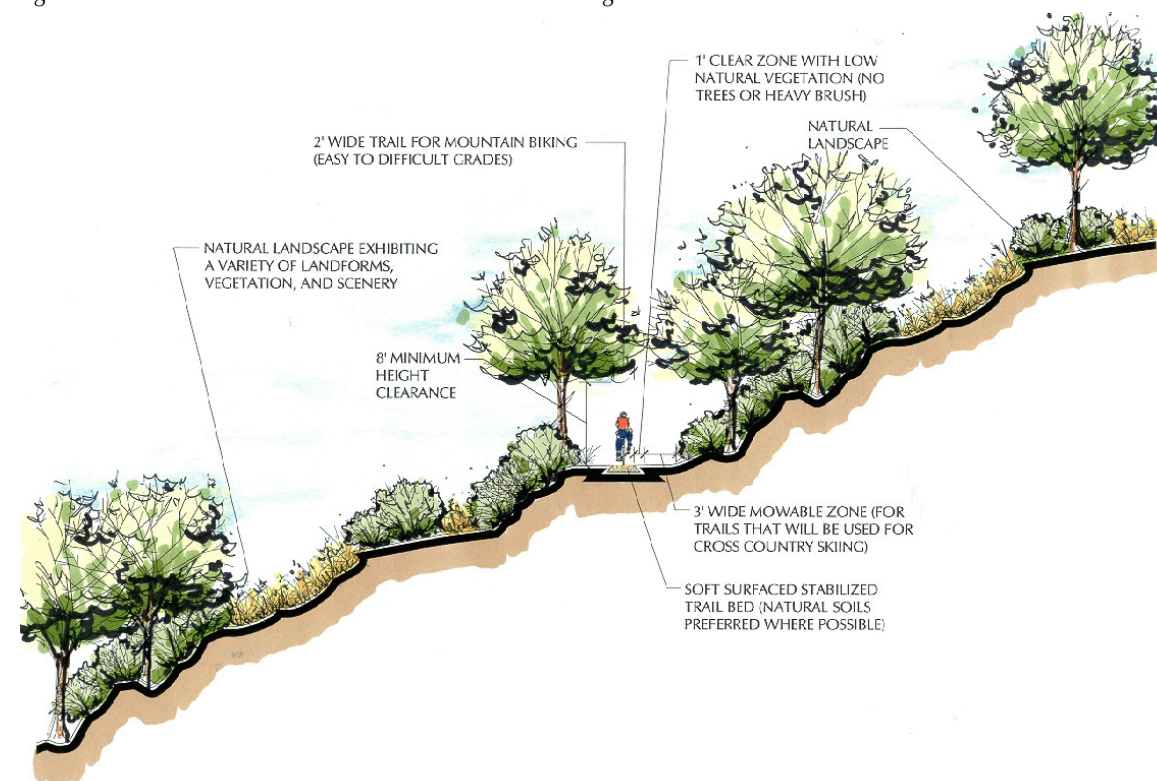 1' CLEAR ZONE WITH LOW
NATURAL VEGETATION (NO
TREES OR HEAVY BRUSH)
NATURAL
LANDSCAPE
2' WIDE TRAIL FOR MOUNTAIN BIKING
(EASY TO DIFFICULT GRADES)
NATURAL LANDSCAPE EXHIBITING
A VARIETY OF LANDFORMS,
VEGETATION, AND SCENERY
8' MINIMUM
HEIGHT
CLEARANCE
3' WIDE MOWABLE ZONE (FOR
TRAILS THAT WILL BE USED FOR
CROSS COUNTRY SKIING)
SOFT SURFACED STABILIZED
TRAIL BED (NATURAL SOILS
PREFERRED WHERE POSSIBLE)